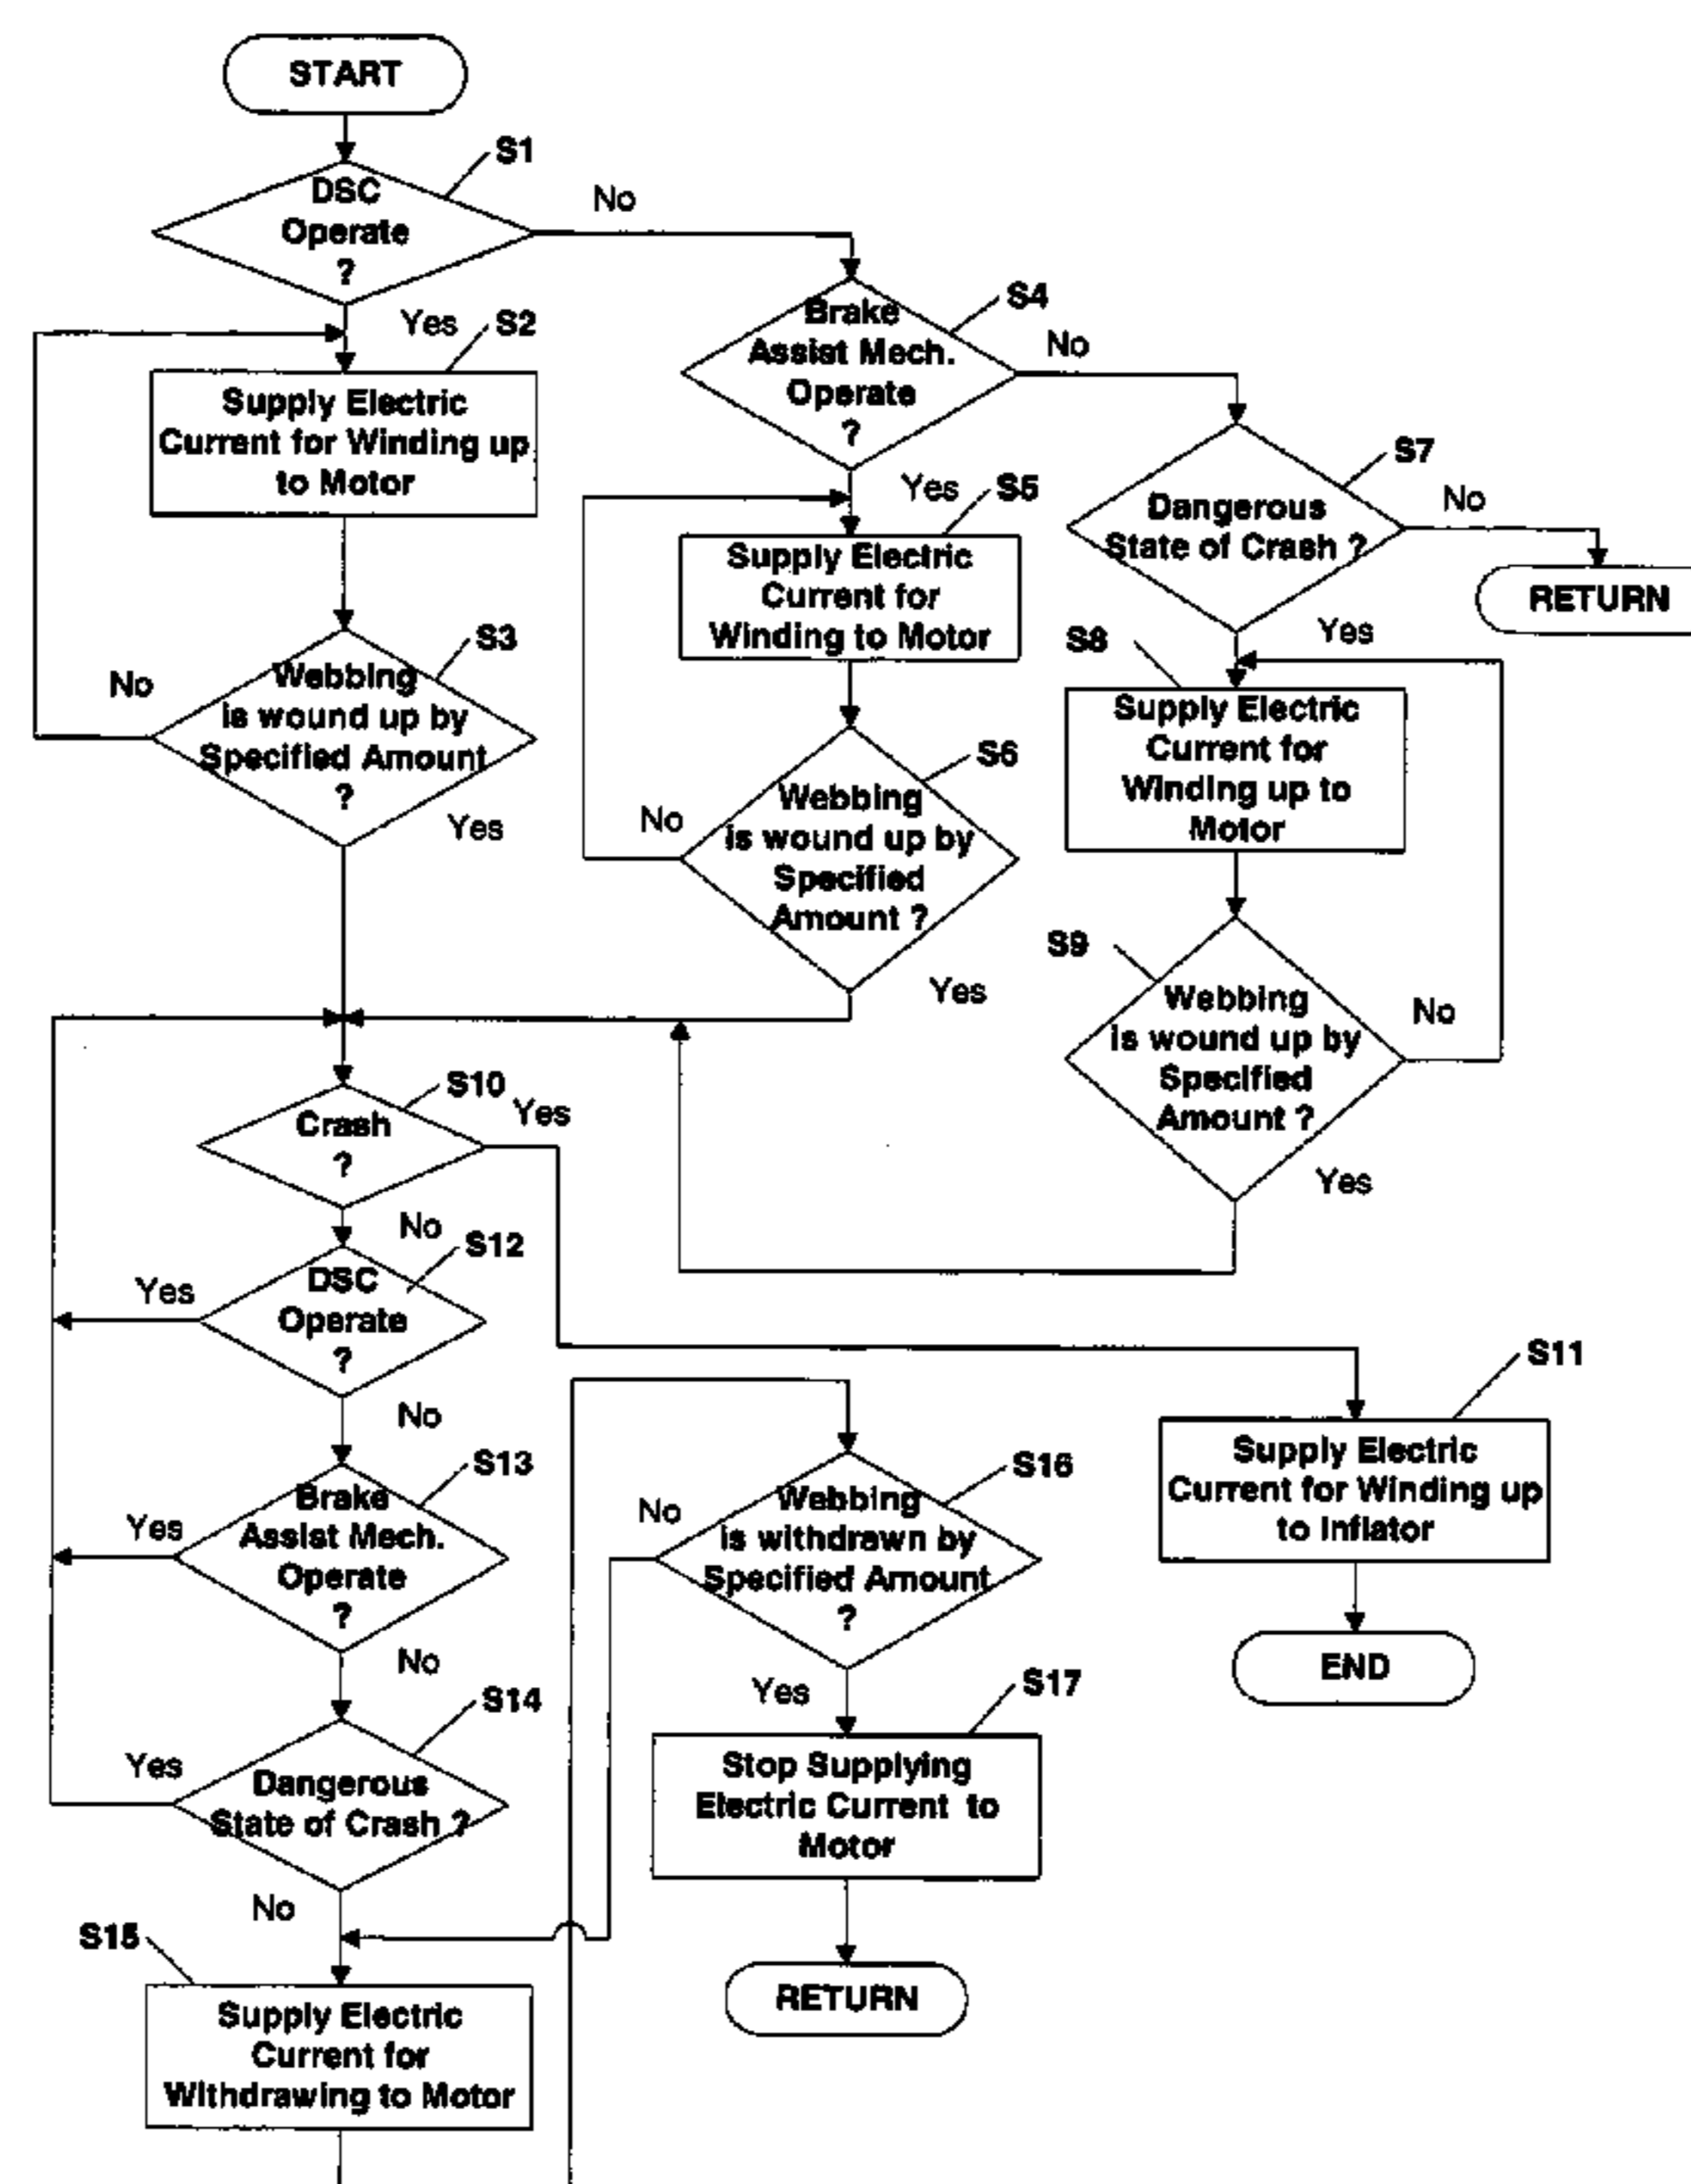 START
S1
DSC
Operate
?
No
Yes
S2
Supply Electric
Current for Winding up
to Motor
S3
Webbing
is wound up by
Specified Amount
?
No
Yes
S4
Brake
Assist Mech.
Operate
?
No
Yes
S5
Supply Electric
Current for
Winding to Motor
S6
Webbing
is wound up by
Specified
Amount ?
No
Yes
S7
Dangerous
State of Crash ?
No
RETURN
Yes
S8
Supply Electric
Current for
Winding up to
Motor
S9
Webbing
is wound up by
Specified
Amount ?
No
Yes
S10
Crash
?
Yes
No
S12
DSC
Operate
?
Yes
No
S13
Brake
Assist Mech.
Operate
?
Yes
No
S14
Dangerous
State of Crash ?
Yes
No
S15
Supply Electric
Current for
Withdrawing to Motor
S16
Webbing
is withdrawn by
Specified Amount
?
No
Yes
S17
Stop Supplying
Electric Current to
Motor
RETURN
S11
Supply Electric
Current for Winding up
to Inflator
END